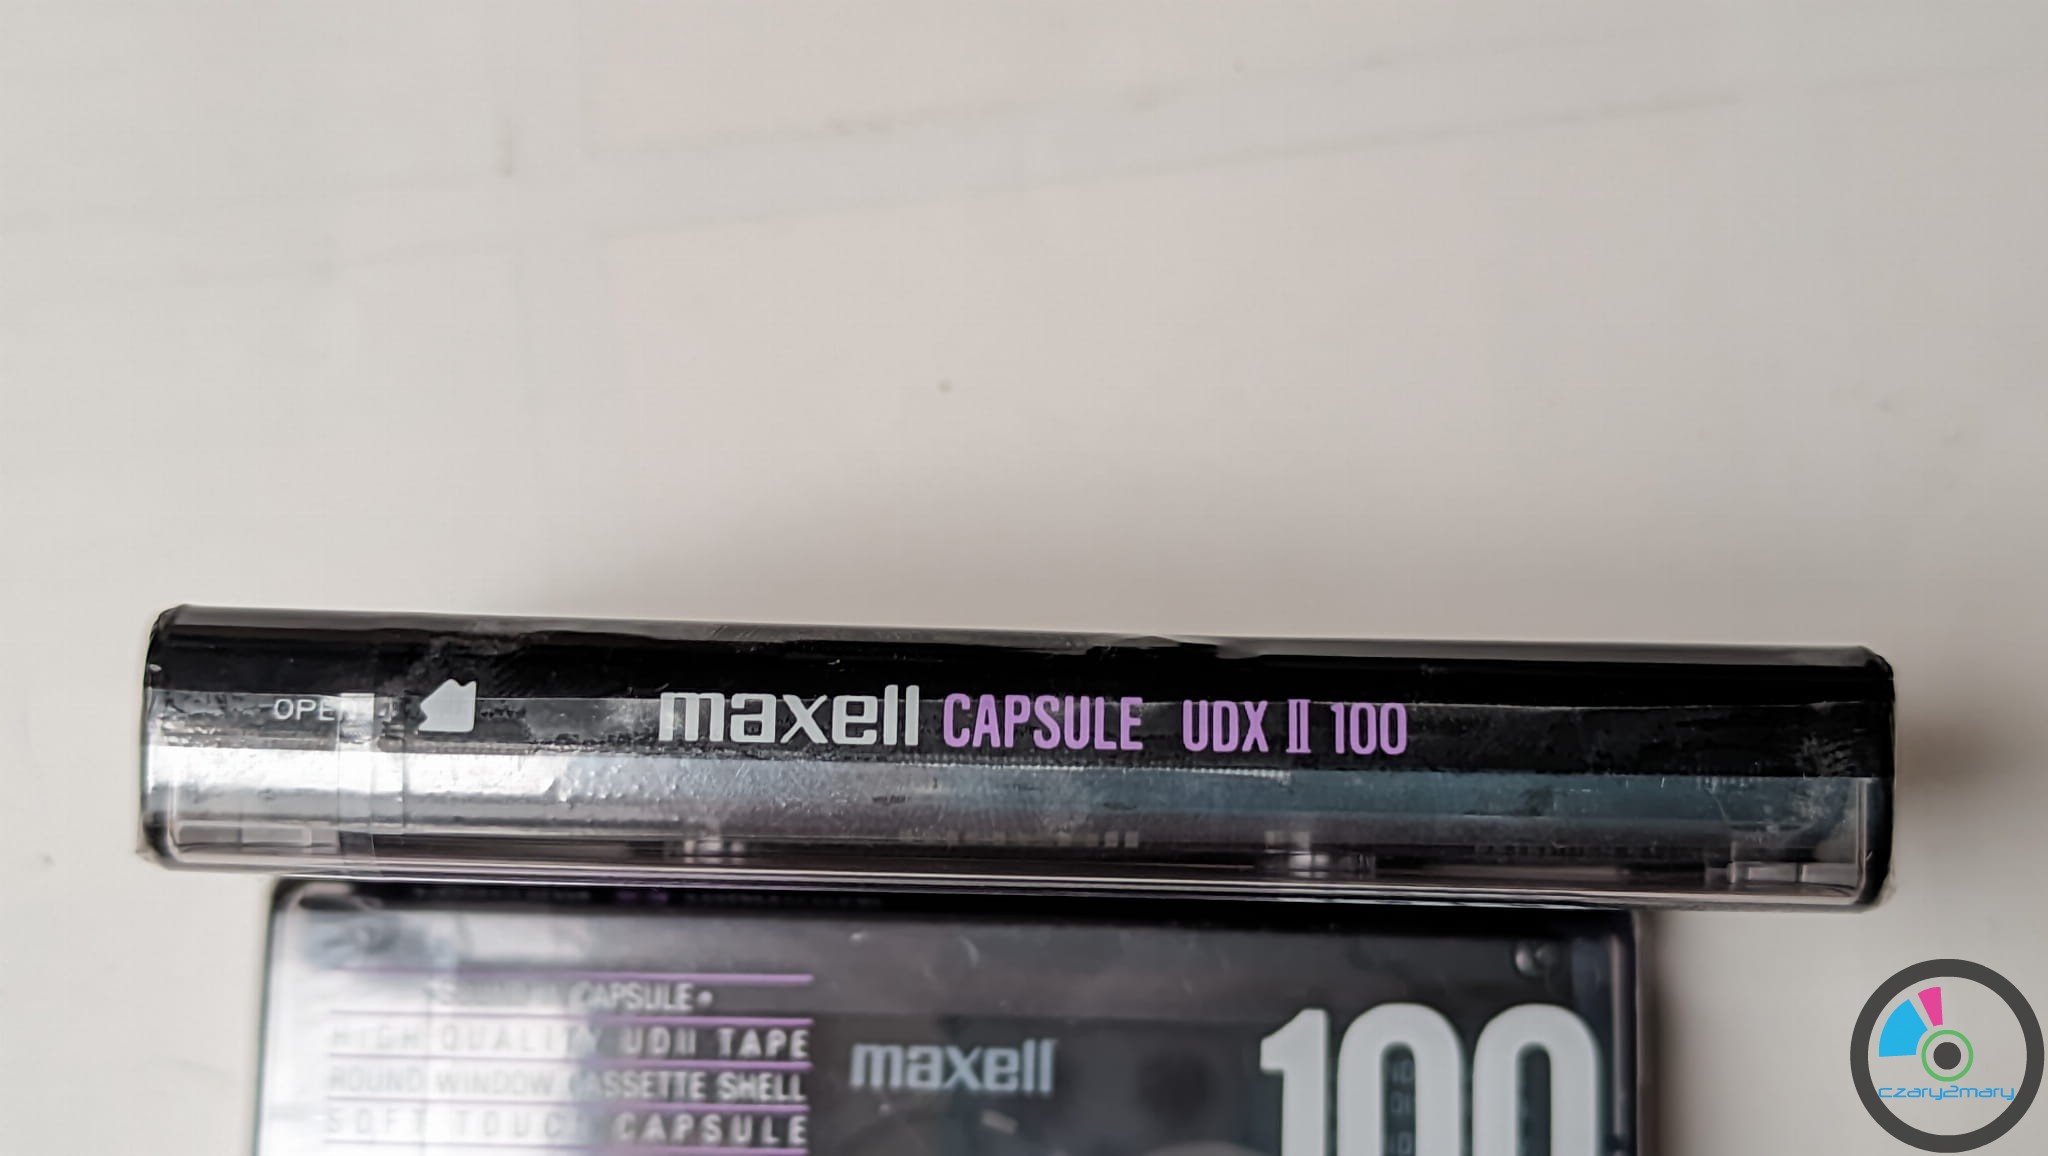 OPEN
maxell CAPSULE UDX II 100
CAPSULE •
HIGH QUALITY UDII TAPE
ROUND WINDOW CASSETTE SHELL
SOFT TOUCH CAPSULE
maxell
100
czary2mary